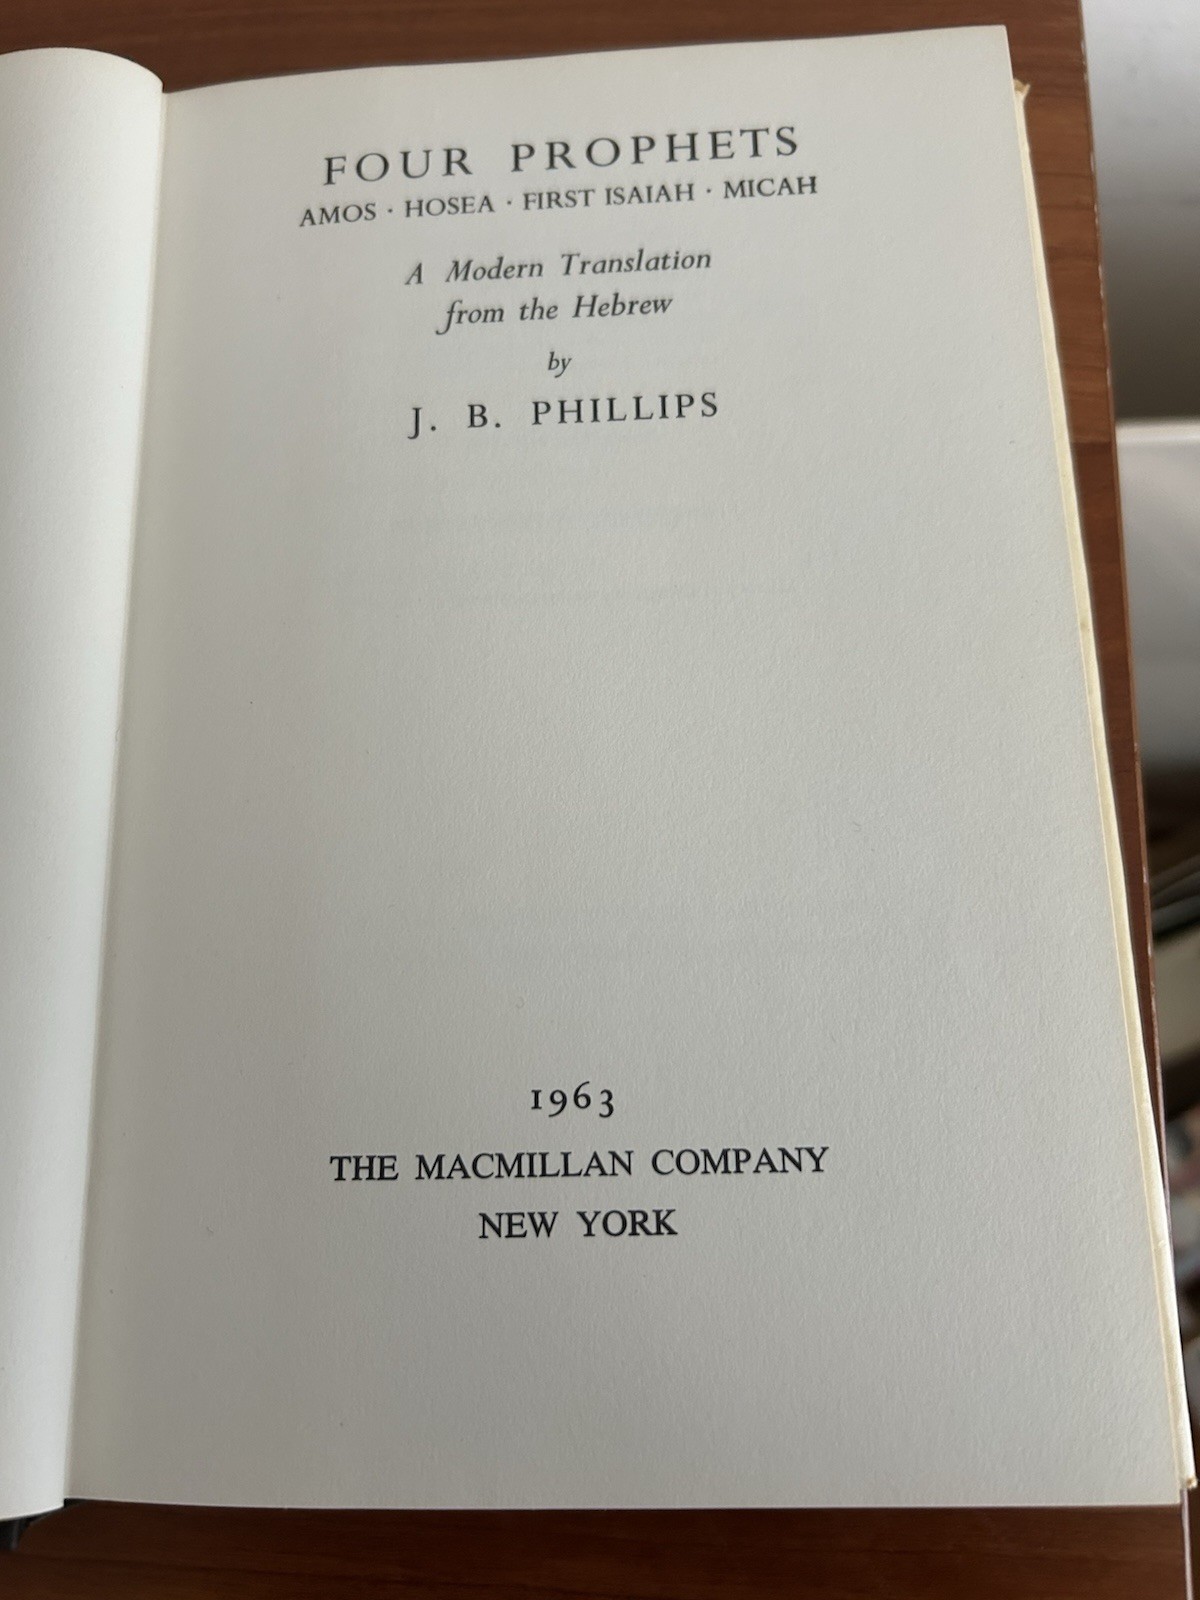 FOUR PROPHETS
AMOS · HOSEA · FIRST ISAIAH · MICAH
A Modern Translation
from the Hebrew
by
J. B. PHILLIPS
1963
THE MACMILLAN COMPANY
NEW YORK